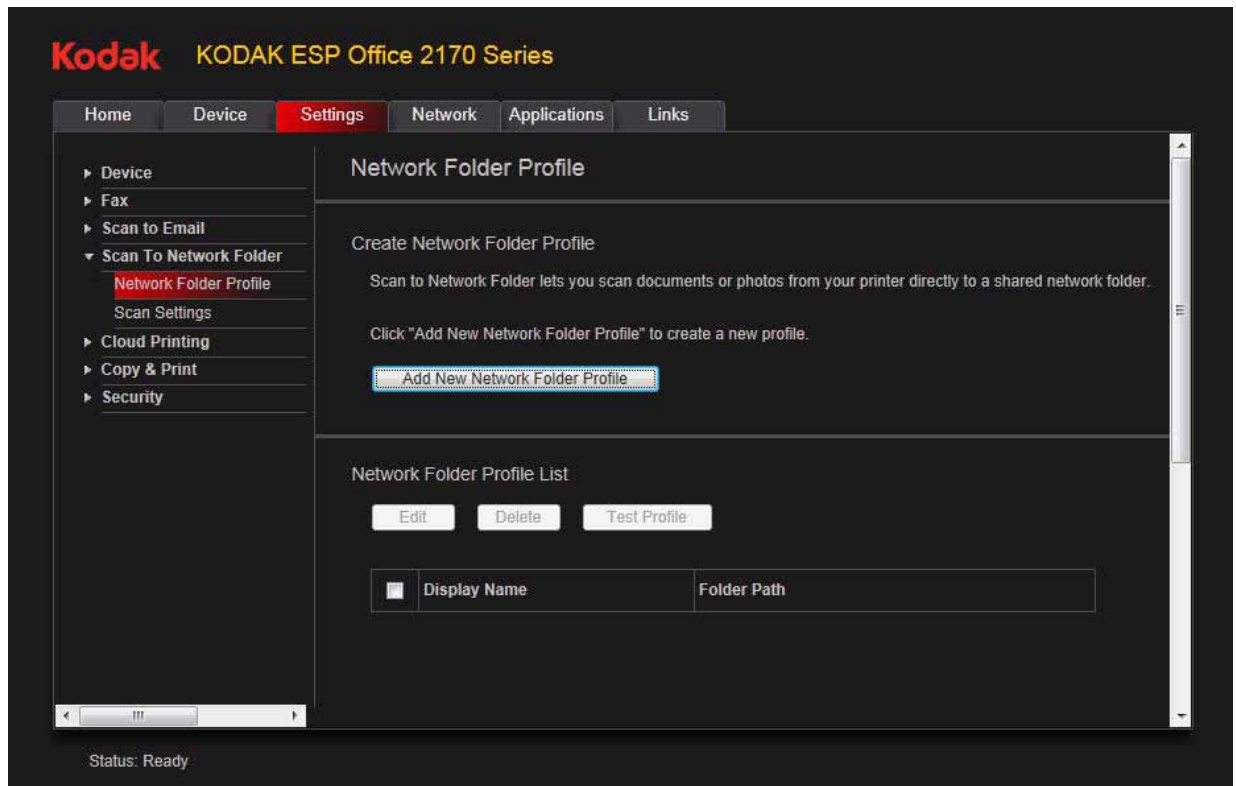 Kodak KODAK ESP Office 2170 Series
Home Device Settings Network Applications Links
Device
Fax
Scan to Email
Scan To Network Folder
Network Folder Profile
Scan Settings
Cloud Printing
Copy & Print
Security
Network Folder Profile
Create Network Folder Profile
Scan to Network Folder lets you scan documents or photos from your printer directly to a shared network folder.
Click "Add New Network Folder Profile" to create a new profile.
Add New Network Folder Profile
Network Folder Profile List
Edit Delete Test Profile
Display Name Folder Path
Status: Ready